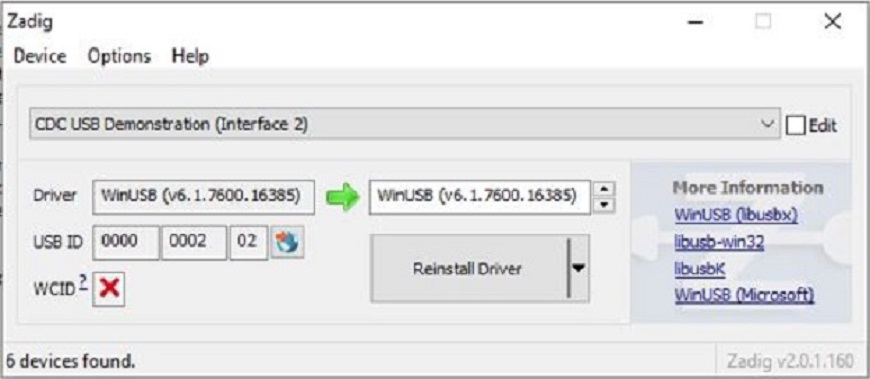 Zadig
Device Options Help
CDC USB Demonstration (Interface 2)
Edit
Driver WinUSB (v6.1.7600.16385) WinUSB (v6.1.7600.16385)
USB ID 0000 0002 02
Reinstall Driver
WCID ?
More Information
WinUSB (libusbx)
libusb-win32
libusbK
WinUSB (Microsoft)
6 devices found.
Zadig v2.0.1.160